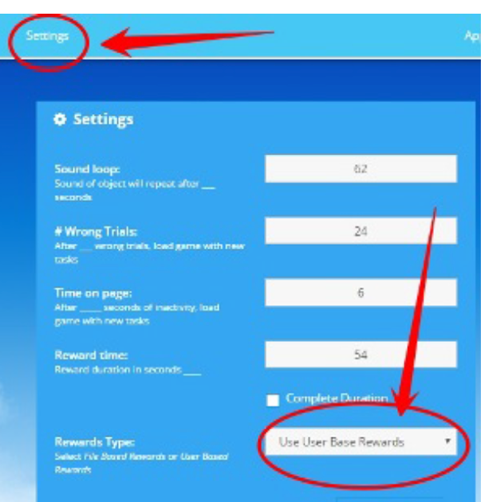 Settings
Ap
Settings
Sound loop:
62
Sound of object will repeat after ___
seconds
# Wrong Trials:
24
After ___ wrong trials, load game with new
tasks
Time on page:
6
After ____ seconds of inactivity, load
game with new tasks
Reward time:
54
Reward duration in seconds ___
Complete Duration
Rewards Type:
Use User Base Rewards
Select File Based Rewards or User Based
Rewards